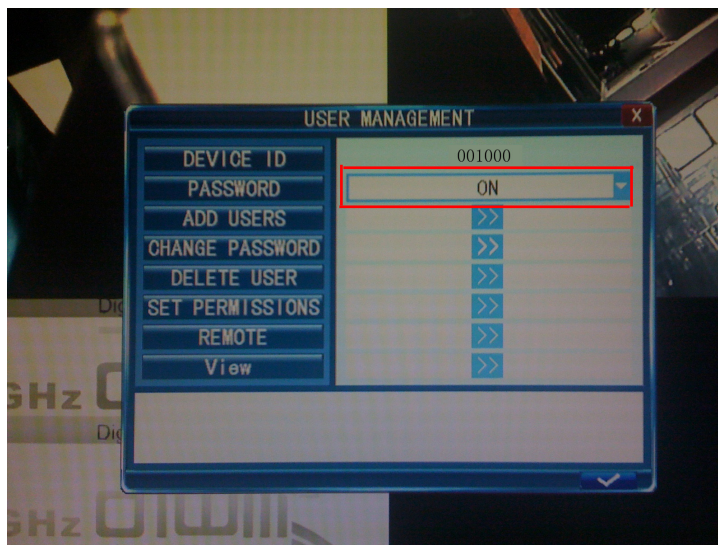 USER MANAGEMENT
X
DEVICE ID 001000
PASSWORD ON
ADD USERS >>
CHANGE PASSWORD >>
DELETE USER >>
SET PERMISSIONS >>
REMOTE >>
View >>
Dig
GHz
Dig
GHz